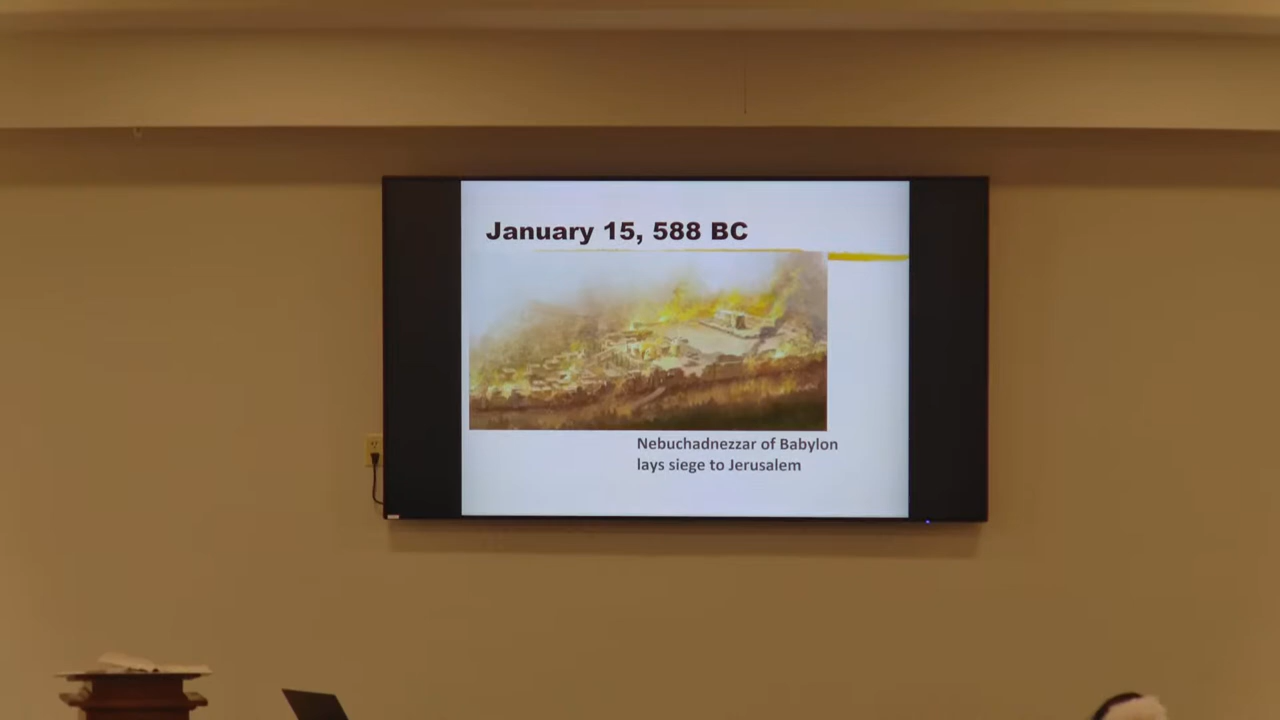 January 15, 588 BC
Nebuchadnezzar of Babylon
lays siege to Jerusalem